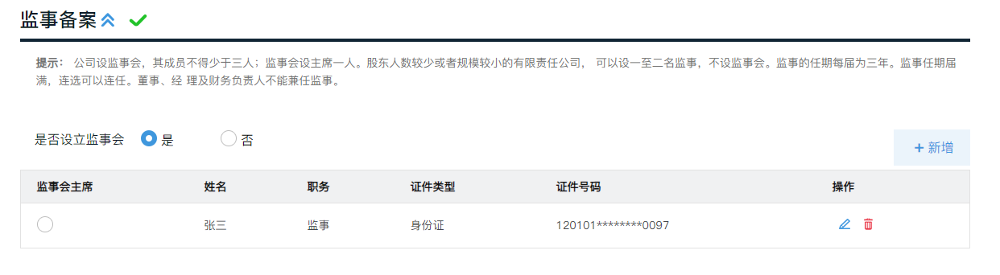 监事备案
提示： 公司设监事会，其成员不得少于三人；监事会设主席一人。股东人数较少或者规模较小的有限责任公司， 可以设一至二名监事，不设监事会。监事的任期每届为三年。监事任期届
满，连选可以连任。董事、经 理及财务负责人不能兼任监事。
是否设立监事会 是 否
+ 新增
监事会主席 姓名 职务 证件类型 证件号码 操作
张三 监事 身份证 120101********0097